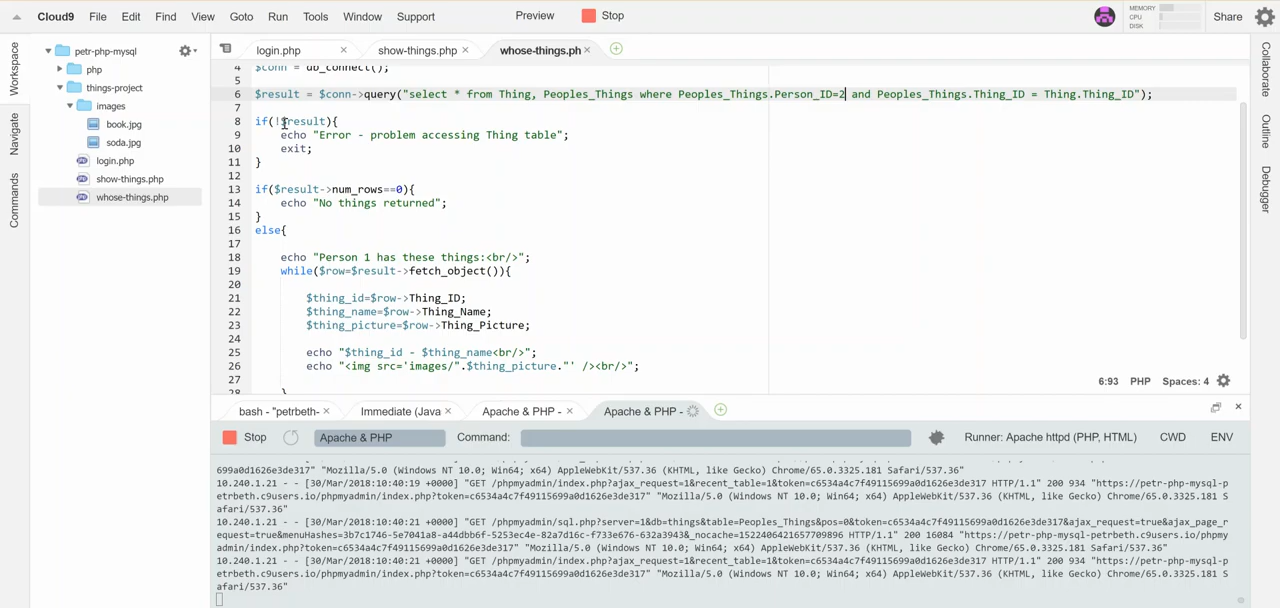 Cloud9 File Edit Find View Goto Run Tools Window Support Preview Stop MEMORY CPU DISK Share
Workspace
Navigate
Commands
petr-php-mysql
php
things-project
images
book.jpg
soda.jpg
login.php
show-things.php
whose-things.php
login.php × show-things.php × whose-things.ph ×
4 $conn = db_connect();
5
6 $result = $conn->query("select * from Thing, Peoples_Things where Peoples_Things.Person_ID=2 and Peoples_Things.Thing_ID = Thing.Thing_ID");
7
8 if(!$result){
9 echo "Error - problem accessing Thing table";
10 exit;
11 }
12
13 if($result->num_rows==0){
14 echo "No things returned";
15 }
16 else{
17
18 echo "Person 1 has these things:<br/>";
19 while($row=$result->fetch_object()){
20
21 $thing_id=$row->Thing_ID;
22 $thing_name=$row->Thing_Name;
23 $thing_picture=$row->Thing_Picture;
24
25 echo "$thing_id - $thing_name<br/>";
26 echo "<img src='images/".$thing_picture."' /><br/>";
27
28 }
6:93 PHP Spaces: 4
Collaborate
Outline
Debugger
bash - "petrbeth- × Immediate (Java × Apache & PHP - × Apache & PHP -
Stop Apache & PHP Command: Runner: Apache httpd (PHP, HTML) CWD ENV
699a0d1626e3de317" "Mozilla/5.0 (Windows NT 10.0; Win64; x64) AppleWebKit/537.36 (KHTML, like Gecko) Chrome/65.0.3325.181 Safari/537.36"
10.240.1.21 - - [30/Mar/2018:10:40:19 +0000] "GET /phpmyadmin/index.php?ajax_request=1&recent_table=1&token=c6534a4c7f49115699a0d1626e3de317 HTTP/1.1" 200 934 "https://petr-php-mysql-p
etrbeth.c9users.io/phpmyadmin/index.php?token=c6534a4c7f49115699a0d1626e3de317" "Mozilla/5.0 (Windows NT 10.0; Win64; x64) AppleWebKit/537.36 (KHTML, like Gecko) Chrome/65.0.3325.181 S
afari/537.36"
10.240.1.21 - - [30/Mar/2018:10:40:21 +0000] "GET /phpmyadmin/sql.php?server=1&db=things&table=Peoples_Things&pos=0&token=c6534a4c7f49115699a0d1626e3de317&ajax_request=true&ajax_page_r
equest=true&menuHashes=3b7c1746-5e7041a8-a44dbb6f-5253ec4e-82a7d16c-f733e676-632a3943&_nocache=1522406421657709896 HTTP/1.1" 200 16084 "https://petr-php-mysql-petrbeth.c9users.io/phpmy
admin/index.php?token=c6534a4c7f49115699a0d1626e3de317" "Mozilla/5.0 (Windows NT 10.0; Win64; x64) AppleWebKit/537.36 (KHTML, like Gecko) Chrome/65.0.3325.181 Safari/537.36"
10.240.1.21 - - [30/Mar/2018:10:40:21 +0000] "GET /phpmyadmin/index.php?ajax_request=1&recent_table=1&token=c6534a4c7f49115699a0d1626e3de317 HTTP/1.1" 200 934 "https://petr-php-mysql-p
etrbeth.c9users.io/phpmyadmin/index.php?token=c6534a4c7f49115699a0d1626e3de317" "Mozilla/5.0 (Windows NT 10.0; Win64; x64) AppleWebKit/537.36 (KHTML, like Gecko) Chrome/65.0.3325.181 S
afari/537.36"